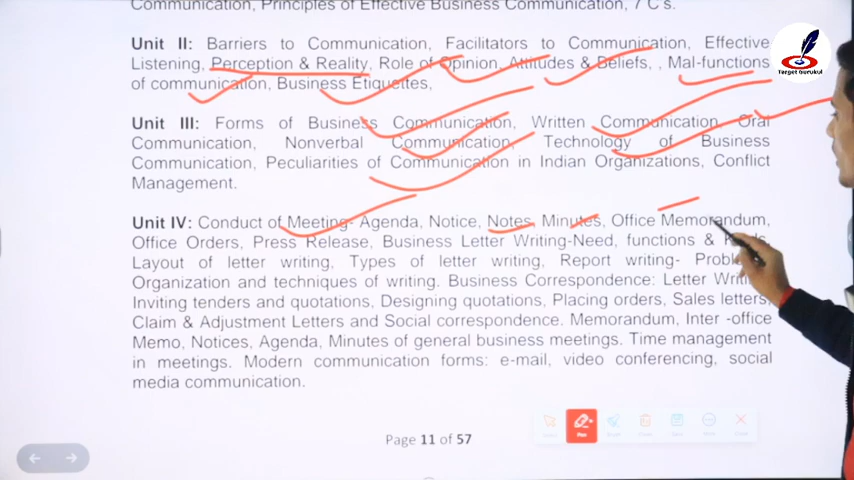 Communication, Principles of Effective Business Communication, 7 C's.
Target Gurukul
Unit II: Barriers to Communication, Facilitators to Communication, Effective
Listening, Perception & Reality, Role of Opinion, Attitudes & Beliefs, , Mal-functions
of communication, Business Etiquettes,
Unit III: Forms of Business Communication, Written Communication, Oral
Communication, Nonverbal Communication, Technology of Business
Communication, Peculiarities of Communication in Indian Organizations, Conflict
Management.
Unit IV: Conduct of Meeting- Agenda, Notice, Notes, Minutes, Office Memorandum,
Office Orders, Press Release, Business Letter Writing-Need, functions &
Layout of letter writing, Types of letter writing, Report writing-
Organization and techniques of writing. Business Correspondence: Letter
Inviting tenders and quotations, Designing quotations, Placing orders, Sales letters,
Claim & Adjustment Letters and Social correspondence. Memorandum, Inter -office
Memo, Notices, Agenda, Minutes of general business meetings. Time management
in meetings. Modern communication forms: e-mail, video conferencing, social
media communication.
Page 11 of 57